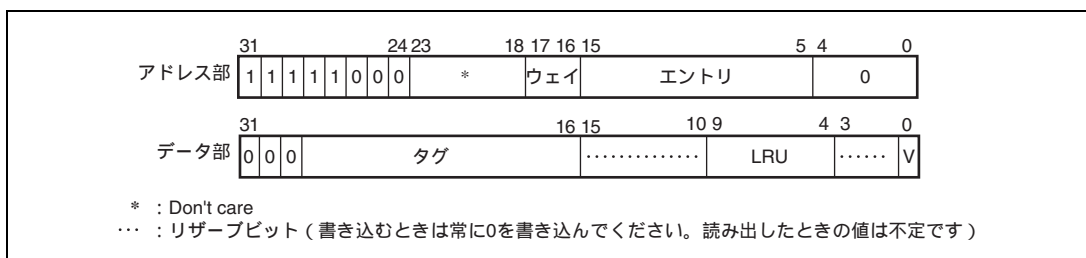 31 24 23 18 17 16 15 5 4 0
アドレス部 1 1 1 1 1 0 0 0 * ウェイ エントリ 0
31 16 15 10 9 4 3 0
データ部 0 0 0 タグ ・・・・・・・・・・・・・・ LRU ・・・・・・ V
* : Don't care
・・・ : リザーブビット ( 書き込むときは常に0を書き込んでください。読み出したときの値は不定です )